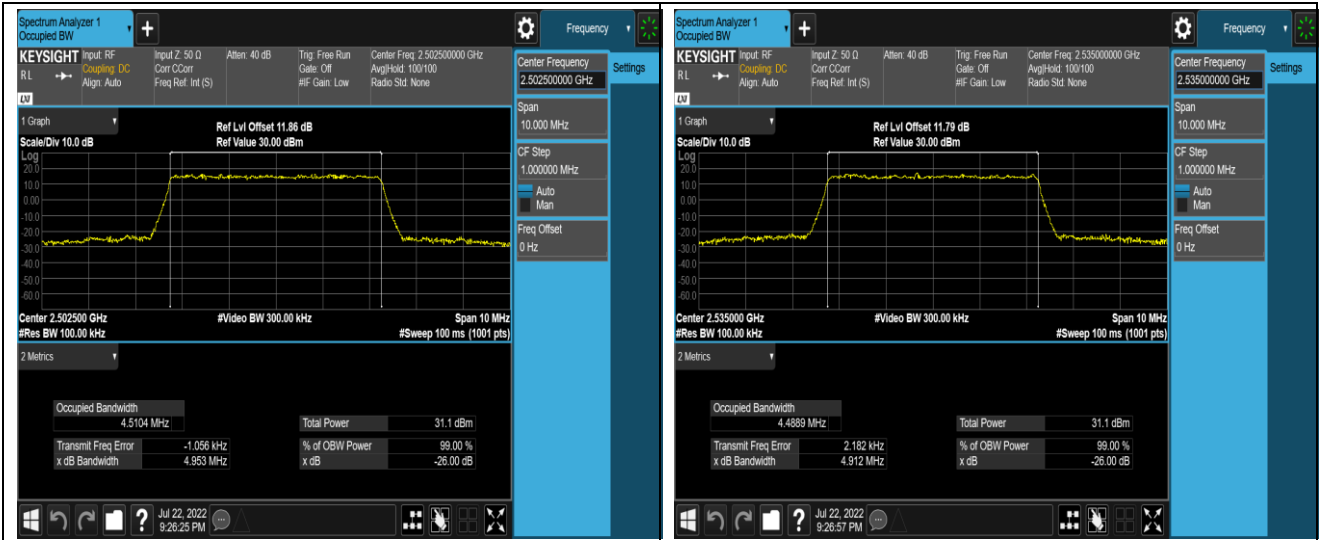 Spectrum Analyzer 1
Occupied BW
+
Frequency
KEYSIGHT
Input: RF
Input Z: 50 Ω
Atten: 40 dB
Trig: Free Run
Center Freq: 2.502500000 GHz
RL
Coupling: DC
Corr CCorr
Gate: Off
Avg|Hold: 100/100
Align: Auto
Freq Ref: Int (S)
#IF Gain: Low
Radio Std: None
LXI
Center Frequency
2.502500000 GHz
Settings
Span
10.000 MHz
CF Step
1.000000 MHz
Auto
Man
Freq Offset
0 Hz
1 Graph
Ref Lvl Offset 11.86 dB
Scale/Div 10.0 dB
Ref Value 30.00 dBm
Log
20.0
10.0
0.00
-10.0
-20.0
-30.0
-40.0
-50.0
-60.0
Center 2.502500 GHz
#Video BW 300.00 kHz
Span 10 MHz
#Res BW 100.00 kHz
#Sweep 100 ms (1001 pts)
2 Metrics
Occupied Bandwidth
4.5104 MHz
Total Power
31.1 dBm
Transmit Freq Error
-1.056 kHz
% of OBW Power
99.00 %
x dB Bandwidth
4.953 MHz
x dB
-26.00 dB
?
Jul 22, 2022
9:26:25 PM
Spectrum Analyzer 1
Occupied BW
+
Frequency
KEYSIGHT
Input: RF
Input Z: 50 Ω
Atten: 40 dB
Trig: Free Run
Center Freq: 2.535000000 GHz
RL
Coupling: DC
Corr CCorr
Gate: Off
Avg|Hold: 100/100
Align: Auto
Freq Ref: Int (S)
#IF Gain: Low
Radio Std: None
LXI
Center Frequency
2.535000000 GHz
Settings
Span
10.000 MHz
CF Step
1.000000 MHz
Auto
Man
Freq Offset
0 Hz
1 Graph
Ref Lvl Offset 11.79 dB
Scale/Div 10.0 dB
Ref Value 30.00 dBm
Log
20.0
10.0
0.00
-10.0
-20.0
-30.0
-40.0
-50.0
-60.0
Center 2.535000 GHz
#Video BW 300.00 kHz
Span 10 MHz
#Res BW 100.00 kHz
#Sweep 100 ms (1001 pts)
2 Metrics
Occupied Bandwidth
4.4889 MHz
Total Power
31.1 dBm
Transmit Freq Error
2.182 kHz
% of OBW Power
99.00 %
x dB Bandwidth
4.912 MHz
x dB
-26.00 dB
?
Jul 22, 2022
9:26:57 PM